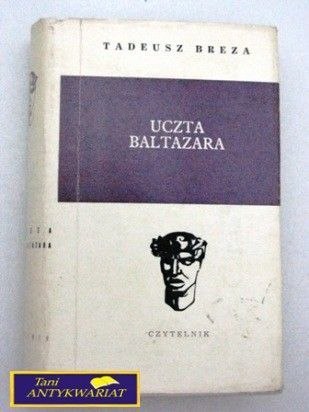 TADEUSZ BREZA
UCZTA
BALTAZARA
CZYTELNIK
Tani
ANTYKWARIAT